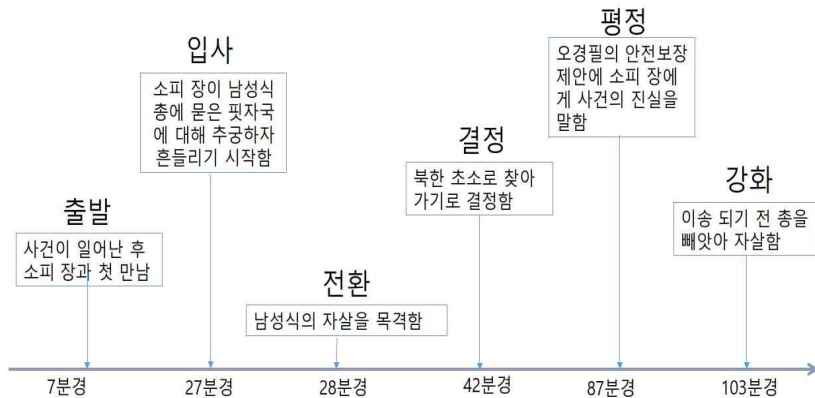 출발
사건이 일어난 후
소피 장과 첫 만남
7분경
입사
소피 장이 남성식
총에 묻은 핏자국
에 대해 추궁하자
흔들리기 시작함
27분경
전환
남성식의 자살을 목격함
28분경
결정
북한 초소로 찾아
가기로 결정함
42분경
평정
오경필의 안전보장
제안에 소피 장에
게 사건의 진실을
말함
87분경
강화
이송 되기 전 총을
빼앗아 자살함
103분경